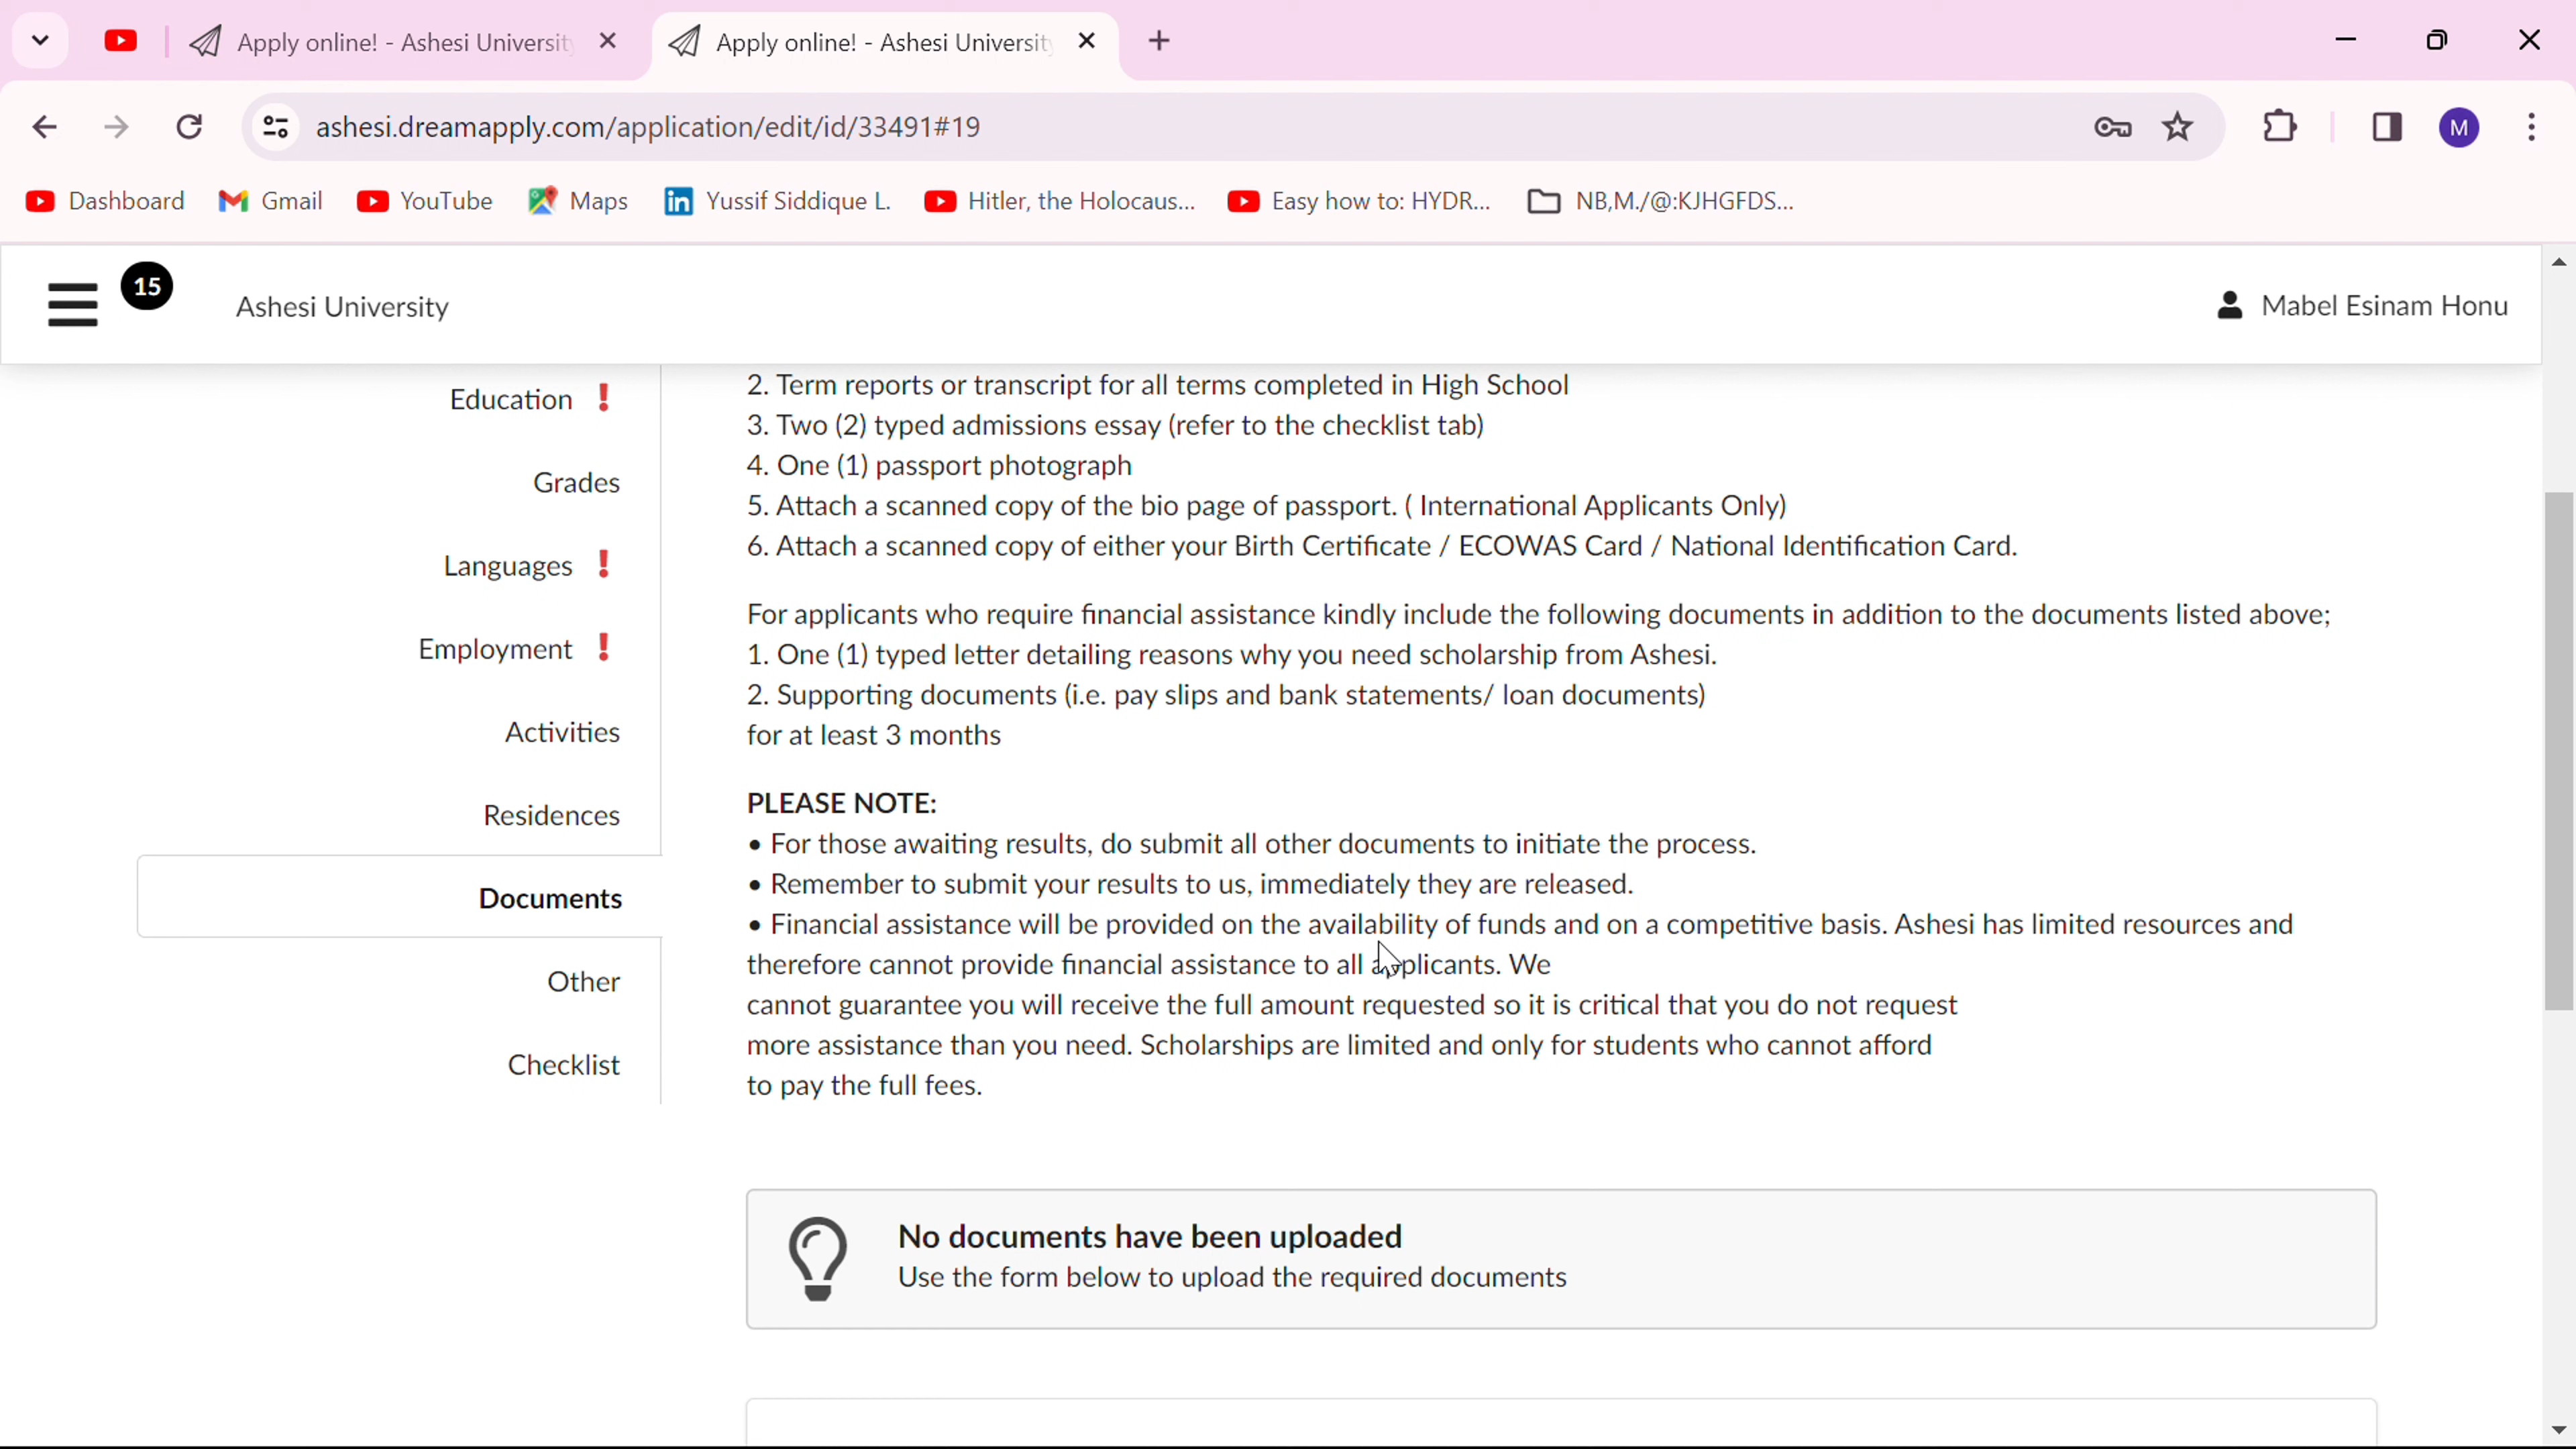 Apply online! - Ashesi Universit
Apply online! - Ashesi Universit
ashesi.dreamapply.com/application/edit/id/33491#19
M
Dashboard
Gmail
YouTube
Maps
Yussif Siddique L.
Hitler, the Holocaus...
Easy how to: HYDR...
NB,M./@:KJHGFDS...
15
Ashesi University
Mabel Esinam Honu
Education !
Grades
Languages !
Employment !
Activities
Residences
Documents
Other
Checklist
2. Term reports or transcript for all terms completed in High School
3. Two (2) typed admissions essay (refer to the checklist tab)
4. One (1) passport photograph
5. Attach a scanned copy of the bio page of passport. ( International Applicants Only)
6. Attach a scanned copy of either your Birth Certificate / ECOWAS Card / National Identification Card.
For applicants who require financial assistance kindly include the following documents in addition to the documents listed above;
1. One (1) typed letter detailing reasons why you need scholarship from Ashesi.
2. Supporting documents (i.e. pay slips and bank statements/ loan documents)
for at least 3 months
PLEASE NOTE:
• For those awaiting results, do submit all other documents to initiate the process.
• Remember to submit your results to us, immediately they are released.
• Financial assistance will be provided on the availability of funds and on a competitive basis. Ashesi has limited resources and
therefore cannot provide financial assistance to all applicants. We
cannot guarantee you will receive the full amount requested so it is critical that you do not request
more assistance than you need. Scholarships are limited and only for students who cannot afford
to pay the full fees.
No documents have been uploaded
Use the form below to upload the required documents